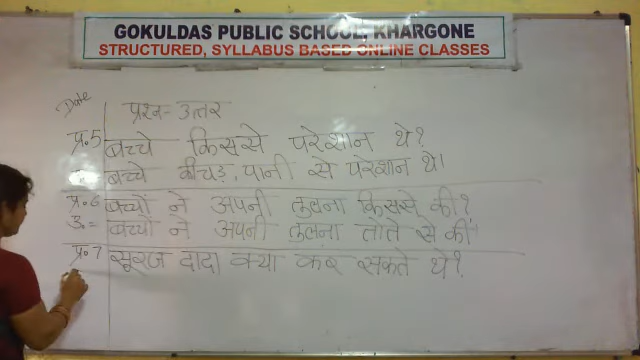 GOKULDAS PUBLIC SCHOOL, KHARGONE
STRUCTURED, SYLLABUS BASED ONLINE CLASSES
Date
प्रश्न-उत्तर
प्र.5 बच्चे किससे परेशान थे?
बच्चे कीचड़, पानी से परेशान थे।
प्र.6 बच्चों ने अपनी तुलना किससे की?
उ.= बच्चों ने अपनी तुलना तोते से की
प्र.7 सूरज दादा क्या कर सकते थे?